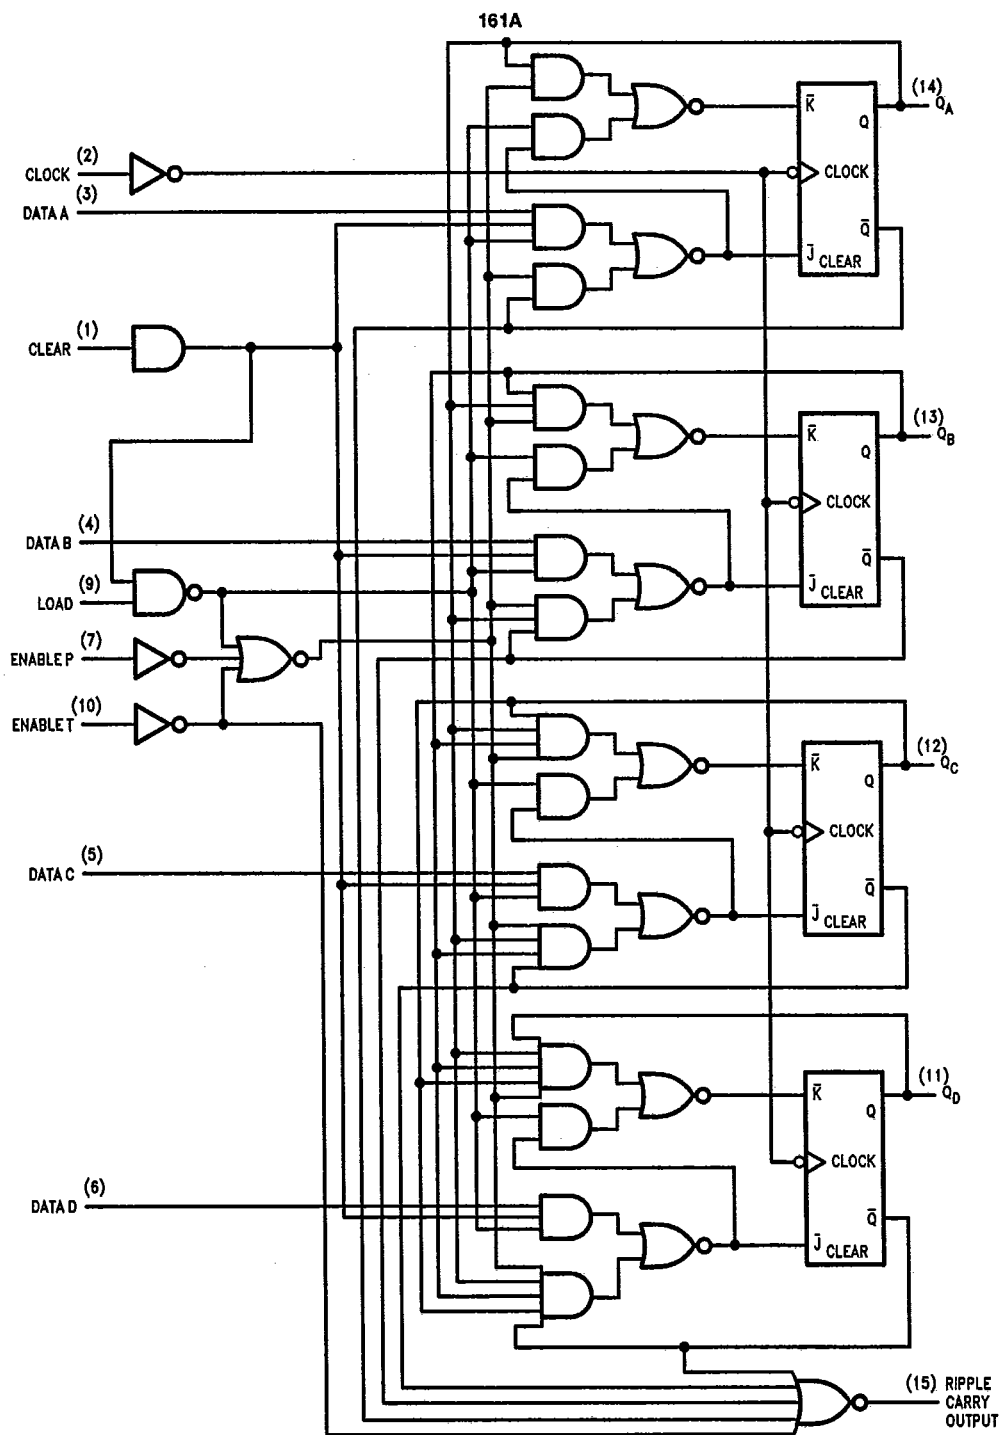 161A
(2)
CLOCK
(3)
DATA A
(1)
CLEAR
(4)
DATA B
(9)
LOAD
(7)
ENABLE P
(10)
ENABLE T
(5)
DATA C
(6)
DATA D
K̄
Q
CLOCK
Q̄
J̄ CLEAR
(14)
QA
K̄
Q
CLOCK
Q̄
J̄ CLEAR
(13)
QB
K̄
Q
CLOCK
Q̄
J̄ CLEAR
(12)
QC
K̄
Q
CLOCK
Q̄
J̄ CLEAR
(11)
QD
(15) RIPPLE
CARRY
OUTPUT